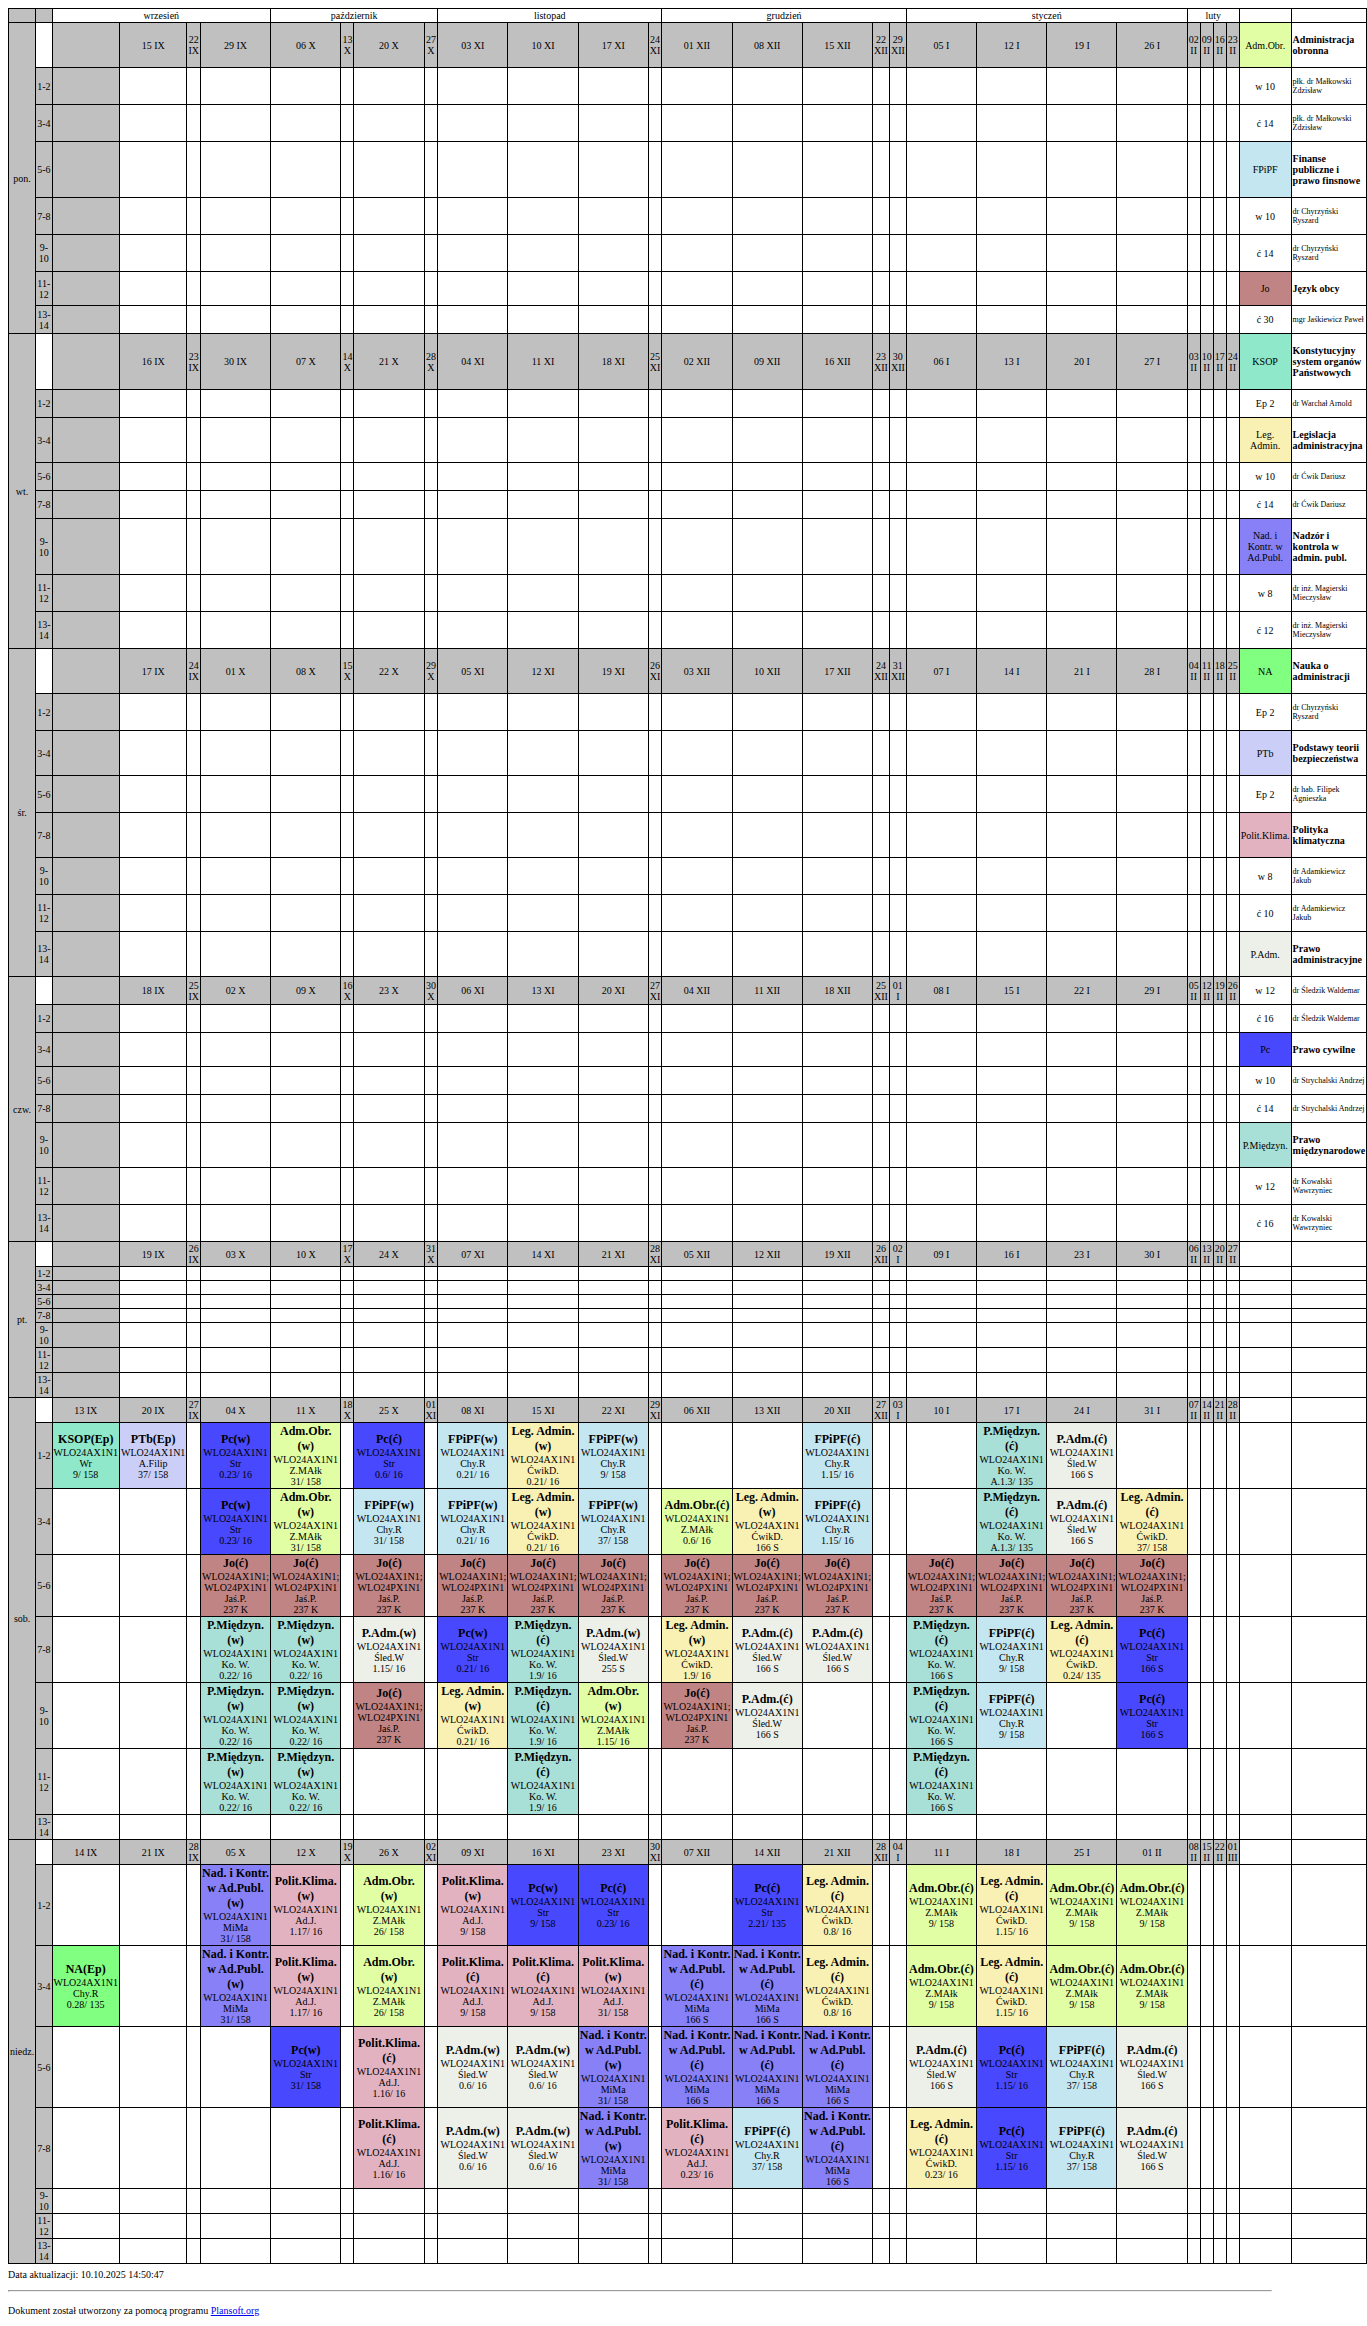 wrzesień październik listopad grudzień styczeń luty
pon. 15 IX 22 IX 29 IX 06 X 13 X 20 X 27 X 03 XI 10 XI 17 XI 24 XI 01 XII 08 XII 15 XII 22 XII 29 XII 05 I 12 I 19 I 26 I 02 II 09 II 16 II 23 II Adm.Obr. Administracja obronna
1-2 w 10 płk. dr Małkowski Zdzisław
3-4 ć 14 płk. dr Małkowski Zdzisław
5-6 FPiPF Finanse publiczne i prawo finsnowe
7-8 w 10 dr Chyrzyński Ryszard
9-10 ć 14 dr Chyrzyński Ryszard
11-12 Jo Język obcy
13-14 ć 30 mgr Jaśkiewicz Paweł
wt. 16 IX 23 IX 30 IX 07 X 14 X 21 X 28 X 04 XI 11 XI 18 XI 25 XI 02 XII 09 XII 16 XII 23 XII 30 XII 06 I 13 I 20 I 27 I 03 II 10 II 17 II 24 II KSOP Konstytucyjny system organów Państwowych
1-2 Ep 2 dr Warchał Arnold
3-4 Leg. Admin. Legislacja administracyjna
5-6 w 10 dr Ćwik Dariusz
7-8 ć 14 dr Ćwik Dariusz
9-10 Nad. i Kontr. w Ad.Publ. Nadzór i kontrola w admin. publ.
11-12 w 8 dr inż. Magierski Mieczysław
13-14 ć 12 dr inż. Magierski Mieczysław
śr. 17 IX 24 IX 01 X 08 X 15 X 22 X 29 X 05 XI 12 XI 19 XI 26 XI 03 XII 10 XII 17 XII 24 XII 31 XII 07 I 14 I 21 I 28 I 04 II 11 II 18 II 25 II NA Nauka o administracji
1-2 Ep 2 dr Chyrzyński Ryszard
3-4 PTb Podstawy teorii bezpieczeństwa
5-6 Ep 2 dr hab. Filipek Agnieszka
7-8 Polit.Klima. Polityka klimatyczna
9-10 w 8 dr Adamkiewicz Jakub
11-12 ć 10 dr Adamkiewicz Jakub
13-14 P.Adm. Prawo administracyjne
czw. 18 IX 25 IX 02 X 09 X 16 X 23 X 30 X 06 XI 13 XI 20 XI 27 XI 04 XII 11 XII 18 XII 25 XII 01 I 08 I 15 I 22 I 29 I 05 II 12 II 19 II 26 II w 12 dr Śledzik Waldemar
1-2 ć 16 dr Śledzik Waldemar
3-4 Pc Prawo cywilne
5-6 w 10 dr Strychalski Andrzej
7-8 ć 14 dr Strychalski Andrzej
9-10 P.Międzyn. Prawo międzynarodowe
11-12 w 12 dr Kowalski Wawrzyniec
13-14 ć 16 dr Kowalski Wawrzyniec
pt. 19 IX 26 IX 03 X 10 X 17 X 24 X 31 X 07 XI 14 XI 21 XI 28 XI 05 XII 12 XII 19 XII 26 XII 02 I 09 I 16 I 23 I 30 I 06 II 13 II 20 II 27 II
1-2
3-4
5-6
7-8
9-10
11-12
13-14
sob. 13 IX 20 IX 27 IX 04 X 11 X 18 X 25 X 01 XI 08 XI 15 XI 22 XI 29 XI 06 XII 13 XII 20 XII 27 XII 03 I 10 I 17 I 24 I 31 I 07 II 14 II 21 II 28 II
1-2 KSOP(Ep) WLO24AX1N1 Wr 9/ 158 PTb(Ep) WLO24AX1N1 A.Filip 37/ 158 Pc(w) WLO24AX1N1 Str 0.23/ 16 Adm.Obr.(w) WLO24AX1N1 Z.MAłk 31/ 158 Pc(ć) WLO24AX1N1 Str 0.6/ 16 FPiPF(w) WLO24AX1N1 Chy.R 0.21/ 16 Leg. Admin.(w) WLO24AX1N1 ĆwikD. 0.21/ 16 FPiPF(w) WLO24AX1N1 Chy.R 9/ 158 FPiPF(ć) WLO24AX1N1 Chy.R 1.15/ 16 P.Międzyn.(ć) WLO24AX1N1 Ko. W. A.1.3/ 135 P.Adm.(ć) WLO24AX1N1 Śled.W 166 S
3-4 Pc(w) WLO24AX1N1 Str 0.23/ 16 Adm.Obr.(w) WLO24AX1N1 Z.MAłk 31/ 158 FPiPF(w) WLO24AX1N1 Chy.R 31/ 158 FPiPF(w) WLO24AX1N1 Chy.R 0.21/ 16 Leg. Admin.(w) WLO24AX1N1 ĆwikD. 0.21/ 16 FPiPF(w) WLO24AX1N1 Chy.R 37/ 158 Adm.Obr.(ć) WLO24AX1N1 Z.MAłk 0.6/ 16 Leg. Admin.(w) WLO24AX1N1 ĆwikD. 166 S FPiPF(ć) WLO24AX1N1 Chy.R 1.15/ 16 P.Międzyn.(ć) WLO24AX1N1 Ko. W. A.1.3/ 135 P.Adm.(ć) WLO24AX1N1 Śled.W 166 S Leg. Admin.(ć) WLO24AX1N1 ĆwikD. 37/ 158
5-6 Jo(ć) WLO24AX1N1; WLO24PX1N1 Jaś.P. 237 K Jo(ć) WLO24AX1N1; WLO24PX1N1 Jaś.P. 237 K Jo(ć) WLO24AX1N1; WLO24PX1N1 Jaś.P. 237 K Jo(ć) WLO24AX1N1; WLO24PX1N1 Jaś.P. 237 K Jo(ć) WLO24AX1N1; WLO24PX1N1 Jaś.P. 237 K Jo(ć) WLO24AX1N1; WLO24PX1N1 Jaś.P. 237 K Jo(ć) WLO24AX1N1; WLO24PX1N1 Jaś.P. 237 K Jo(ć) WLO24AX1N1; WLO24PX1N1 Jaś.P. 237 K Jo(ć) WLO24AX1N1; WLO24PX1N1 Jaś.P. 237 K Jo(ć) WLO24AX1N1; WLO24PX1N1 Jaś.P. 237 K Jo(ć) WLO24AX1N1; WLO24PX1N1 Jaś.P. 237 K Jo(ć) WLO24AX1N1; WLO24PX1N1 Jaś.P. 237 K Jo(ć) WLO24AX1N1; WLO24PX1N1 Jaś.P. 237 K
7-8 P.Międzyn.(w) WLO24AX1N1 Ko. W. 0.22/ 16 P.Międzyn.(w) WLO24AX1N1 Ko. W. 0.22/ 16 P.Adm.(w) WLO24AX1N1 Śled.W 1.15/ 16 Pc(w) WLO24AX1N1 Str 0.21/ 16 P.Międzyn.(ć) WLO24AX1N1 Ko. W. 1.9/ 16 P.Adm.(w) WLO24AX1N1 Śled.W 255 S Leg. Admin.(w) WLO24AX1N1 ĆwikD. 1.9/ 16 P.Adm.(ć) WLO24AX1N1 Śled.W 166 S P.Adm.(ć) WLO24AX1N1 Śled.W 166 S P.Międzyn.(ć) WLO24AX1N1 Ko. W. 166 S FPiPF(ć) WLO24AX1N1 Chy.R 9/ 158 Leg. Admin.(ć) WLO24AX1N1 ĆwikD. 0.24/ 135 Pc(ć) WLO24AX1N1 Str 166 S
9-10 P.Międzyn.(w) WLO24AX1N1 Ko. W. 0.22/ 16 P.Międzyn.(w) WLO24AX1N1 Ko. W. 0.22/ 16 Jo(ć) WLO24AX1N1; WLO24PX1N1 Jaś.P. 237 K Leg. Admin.(w) WLO24AX1N1 ĆwikD. 0.21/ 16 P.Międzyn.(ć) WLO24AX1N1 Ko. W. 1.9/ 16 Adm.Obr.(w) WLO24AX1N1 Z.MAłk 1.15/ 16 Jo(ć) WLO24AX1N1; WLO24PX1N1 Jaś.P. 237 K P.Adm.(ć) WLO24AX1N1 Śled.W 166 S P.Międzyn.(ć) WLO24AX1N1 Ko. W. 166 S FPiPF(ć) WLO24AX1N1 Chy.R 9/ 158 Pc(ć) WLO24AX1N1 Str 166 S
11-12 P.Międzyn.(w) WLO24AX1N1 Ko. W. 0.22/ 16 P.Międzyn.(w) WLO24AX1N1 Ko. W. 0.22/ 16 P.Międzyn.(ć) WLO24AX1N1 Ko. W. 1.9/ 16 P.Międzyn.(ć) WLO24AX1N1 Ko. W. 166 S
13-14
niedz. 14 IX 21 IX 28 IX 05 X 12 X 19 X 26 X 02 XI 09 XI 16 XI 23 XI 30 XI 07 XII 14 XII 21 XII 28 XII 04 I 11 I 18 I 25 I 01 II 08 II 15 II 22 II 01 III
1-2 Nad. i Kontr. w Ad.Publ.(w) WLO24AX1N1 MiMa 31/ 158 Polit.Klima.(w) WLO24AX1N1 Ad.J. 1.17/ 16 Adm.Obr.(w) WLO24AX1N1 Z.MAłk 26/ 158 Polit.Klima.(w) WLO24AX1N1 Ad.J. 9/ 158 Pc(w) WLO24AX1N1 Str 9/ 158 Pc(ć) WLO24AX1N1 Str 0.23/ 16 Pc(ć) WLO24AX1N1 Str 2.21/ 135 Leg. Admin.(ć) WLO24AX1N1 ĆwikD. 0.8/ 16 Adm.Obr.(ć) WLO24AX1N1 Z.MAłk 9/ 158 Leg. Admin.(ć) WLO24AX1N1 ĆwikD. 1.15/ 16 Adm.Obr.(ć) WLO24AX1N1 Z.MAłk 9/ 158 Adm.Obr.(ć) WLO24AX1N1 Z.MAłk 9/ 158
3-4 NA(Ep) WLO24AX1N1 Chy.R 0.28/ 135 Nad. i Kontr. w Ad.Publ.(w) WLO24AX1N1 MiMa 31/ 158 Polit.Klima.(w) WLO24AX1N1 Ad.J. 1.17/ 16 Adm.Obr.(w) WLO24AX1N1 Z.MAłk 26/ 158 Polit.Klima.(ć) WLO24AX1N1 Ad.J. 9/ 158 Polit.Klima.(ć) WLO24AX1N1 Ad.J. 9/ 158 Polit.Klima.(w) WLO24AX1N1 Ad.J. 31/ 158 Nad. i Kontr. w Ad.Publ.(ć) WLO24AX1N1 MiMa 166 S Nad. i Kontr. w Ad.Publ.(ć) WLO24AX1N1 MiMa 166 S Leg. Admin.(ć) WLO24AX1N1 ĆwikD. 0.8/ 16 Adm.Obr.(ć) WLO24AX1N1 Z.MAłk 9/ 158 Leg. Admin.(ć) WLO24AX1N1 ĆwikD. 1.15/ 16 Adm.Obr.(ć) WLO24AX1N1 Z.MAłk 9/ 158 Adm.Obr.(ć) WLO24AX1N1 Z.MAłk 9/ 158
5-6 Pc(w) WLO24AX1N1 Str 31/ 158 Polit.Klima.(ć) WLO24AX1N1 Ad.J. 1.16/ 16 P.Adm.(w) WLO24AX1N1 Śled.W 0.6/ 16 P.Adm.(w) WLO24AX1N1 Śled.W 0.6/ 16 Nad. i Kontr. w Ad.Publ.(w) WLO24AX1N1 MiMa 31/ 158 Nad. i Kontr. w Ad.Publ.(ć) WLO24AX1N1 MiMa 166 S Nad. i Kontr. w Ad.Publ.(ć) WLO24AX1N1 MiMa 166 S Nad. i Kontr. w Ad.Publ.(ć) WLO24AX1N1 MiMa 166 S P.Adm.(ć) WLO24AX1N1 Śled.W 166 S Pc(ć) WLO24AX1N1 Str 1.15/ 16 FPiPF(ć) WLO24AX1N1 Chy.R 37/ 158 P.Adm.(ć) WLO24AX1N1 Śled.W 166 S
7-8 Polit.Klima.(ć) WLO24AX1N1 Ad.J. 1.16/ 16 P.Adm.(w) WLO24AX1N1 Śled.W 0.6/ 16 P.Adm.(w) WLO24AX1N1 Śled.W 0.6/ 16 Nad. i Kontr. w Ad.Publ.(w) WLO24AX1N1 MiMa 31/ 158 Polit.Klima.(ć) WLO24AX1N1 Ad.J. 0.23/ 16 FPiPF(ć) WLO24AX1N1 Chy.R 37/ 158 Nad. i Kontr. w Ad.Publ.(ć) WLO24AX1N1 MiMa 166 S Leg. Admin.(ć) WLO24AX1N1 ĆwikD. 0.23/ 16 Pc(ć) WLO24AX1N1 Str 1.15/ 16 FPiPF(ć) WLO24AX1N1 Chy.R 37/ 158 P.Adm.(ć) WLO24AX1N1 Śled.W 166 S
9-10
11-12
13-14
Data aktualizacji: 10.10.2025 14:50:47
Dokument został utworzony za pomocą programu Plansoft.org